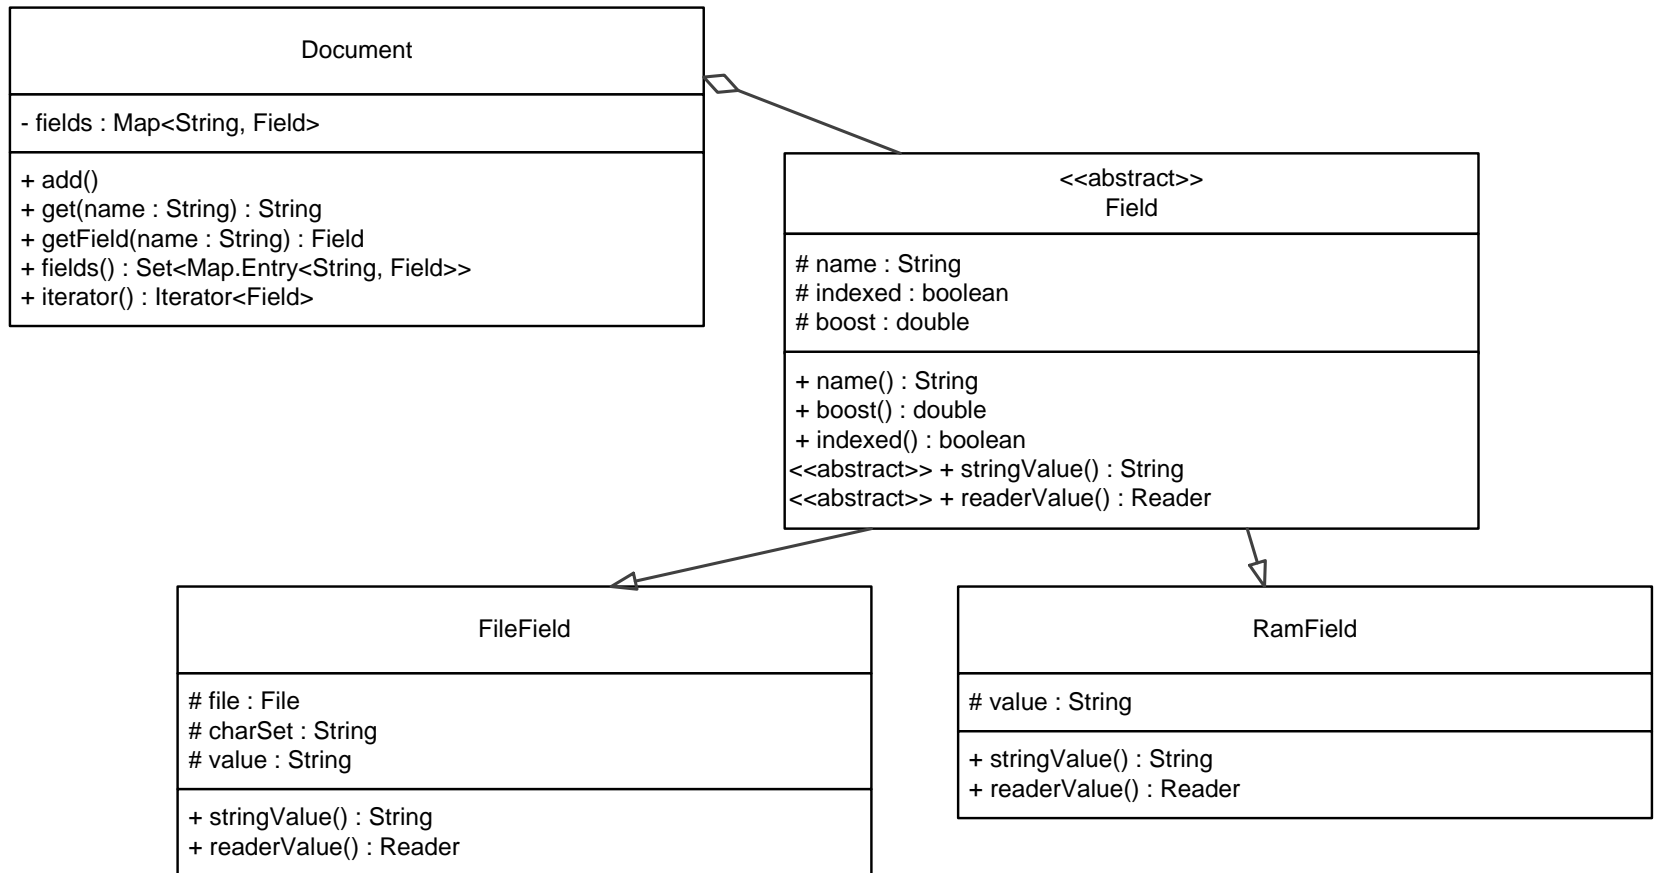 Document
- fields : Map<String, Field>
+ add()
+ get(name : String) : String
+ getField(name : String) : Field
+ fields() : Set<Map.Entry<String, Field>>
+ iterator() : Iterator<Field>
<<abstract>>
Field
# name : String
# indexed : boolean
# boost : double
+ name() : String
+ boost() : double
+ indexed() : boolean
<<abstract>> + stringValue() : String
<<abstract>> + readerValue() : Reader
FileField
# file : File
# charSet : String
# value : String
+ stringValue() : String
+ readerValue() : Reader
RamField
# value : String
+ stringValue() : String
+ readerValue() : Reader